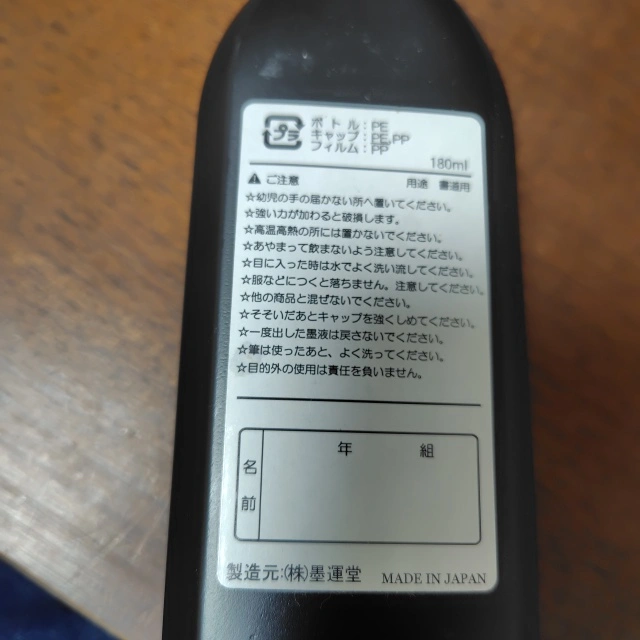 プラ
ボトル：PE
キャップ：PE,PP
フィルム：PP
180ml
⚠ ご注意 用途 書道用
☆幼児の手の届かない所へ置いてください。
☆強い力が加わると破損します。
☆高温高熱の所には置かないでください。
☆あやまって飲まないよう注意してください。
☆目に入った時は水でよく洗い流してください。
☆服などにつくと落ちません。注意してください。
☆他の商品と混ぜないでください。
☆そそいだあとキャップを強くしめてください。
☆一度出した墨液は戻さないでください。
☆筆は使ったあと、よく洗ってください。
☆目的外の使用は責任を負いません。
年 組
名前
製造元:(株)墨運堂 MADE IN JAPAN